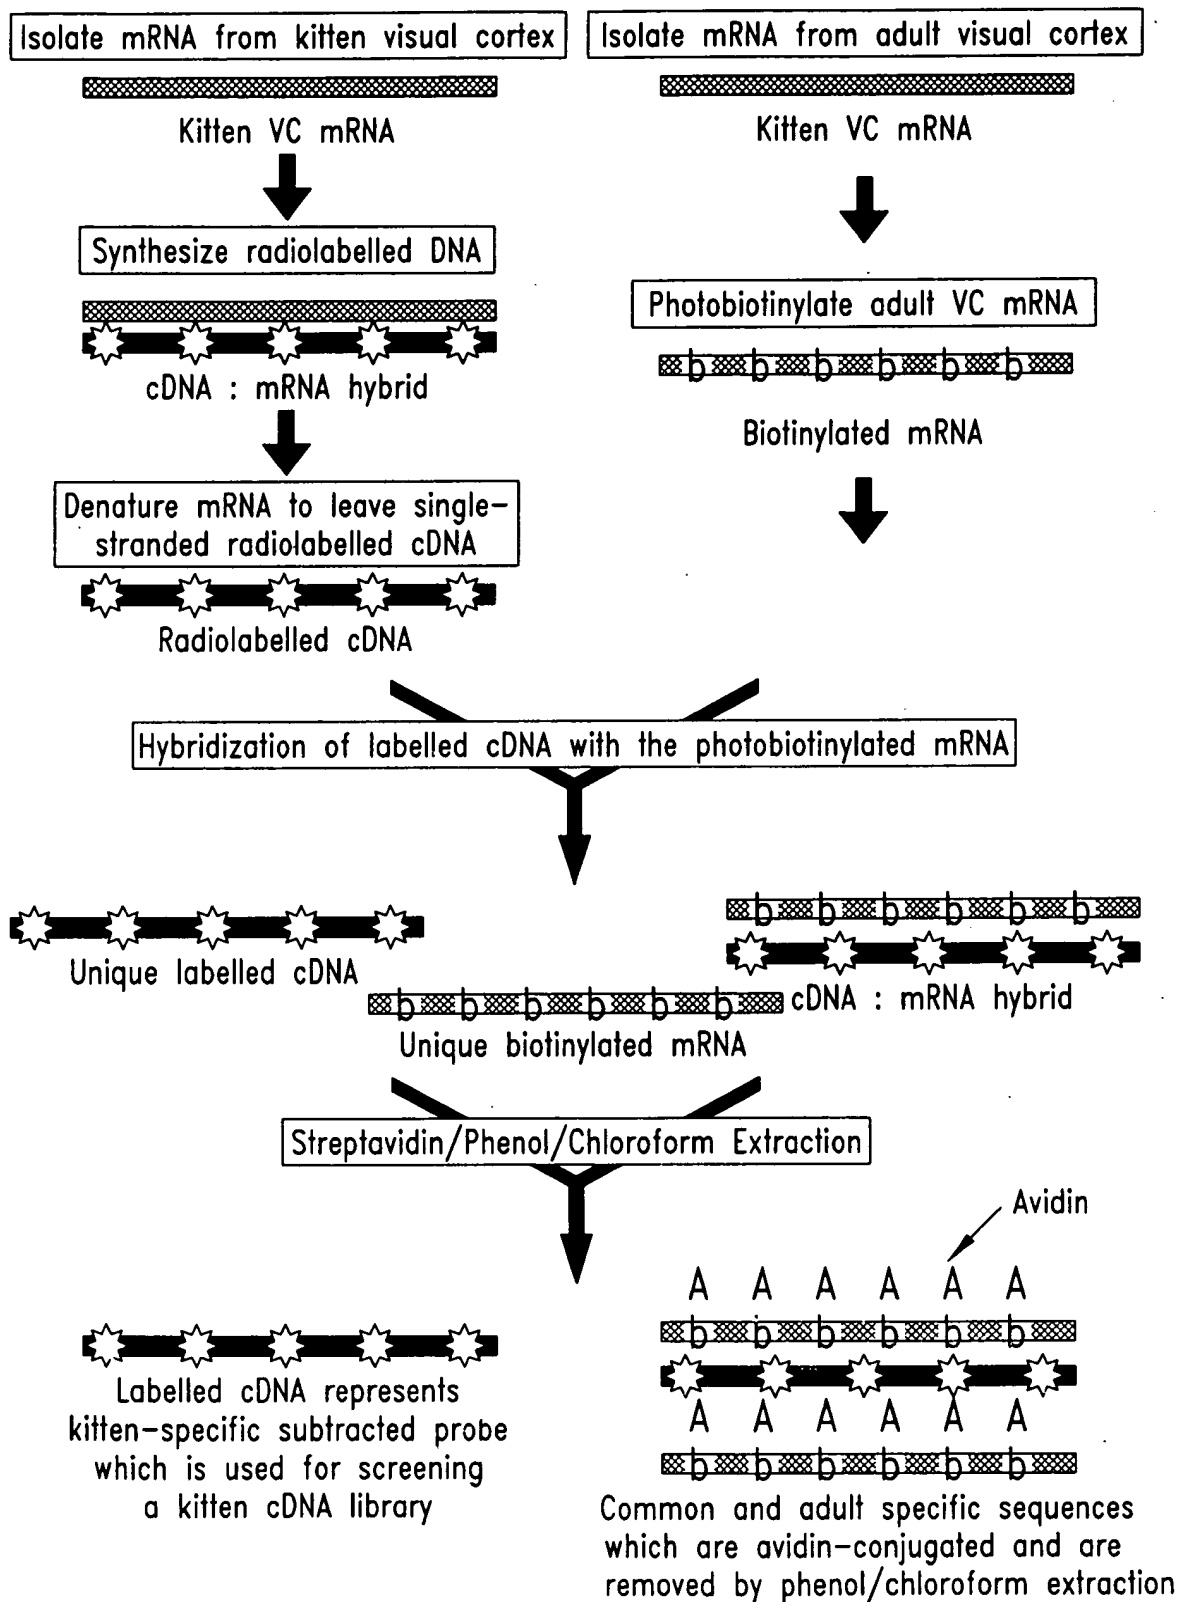 Isolate mRNA from kitten visual cortex
Isolate mRNA from adult visual cortex
Kitten VC mRNA
Kitten VC mRNA
Synthesize radiolabelled DNA
cDNA : mRNA hybrid
Photobiotinylate adult VC mRNA
b b b b b b
Biotinylated mRNA
Denature mRNA to leave single-
stranded radiolabelled cDNA
Radiolabelled cDNA
Hybridization of labelled cDNA with the photobiotinylated mRNA
Unique labelled cDNA
b b b b b b
cDNA : mRNA hybrid
b b b b b b
Unique biotinylated mRNA
Streptavidin/Phenol/Chloroform Extraction
Avidin
A A A A A A
b b b b b b
A A A A A A
b b b b b b
Labelled cDNA represents
kitten-specific subtracted probe
which is used for screening
a kitten cDNA library
Common and adult specific sequences
which are avidin-conjugated and are
removed by phenol/chloroform extraction